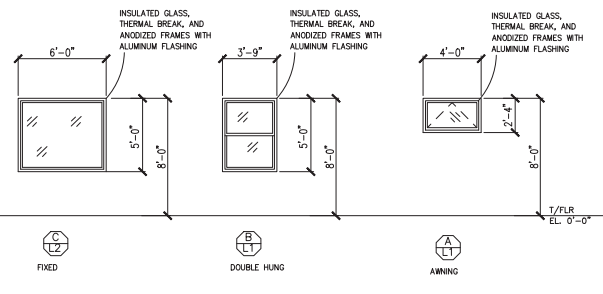 INSULATED GLASS,
THERMAL BREAK, AND
ANODIZED FRAMES WITH
ALUMINUM FLASHING
6'-0"
5'-0"
8'-0"
C
L2
FIXED
INSULATED GLASS,
THERMAL BREAK, AND
ANODIZED FRAMES WITH
ALUMINUM FLASHING
3'-9"
5'-0"
8'-0"
B
L1
DOUBLE HUNG
INSULATED GLASS,
THERMAL BREAK, AND
ANODIZED FRAMES WITH
ALUMINUM FLASHING
4'-0"
2'-4"
8'-0"
T/FLR
EL. 0'-0"
A
L1
AWNING